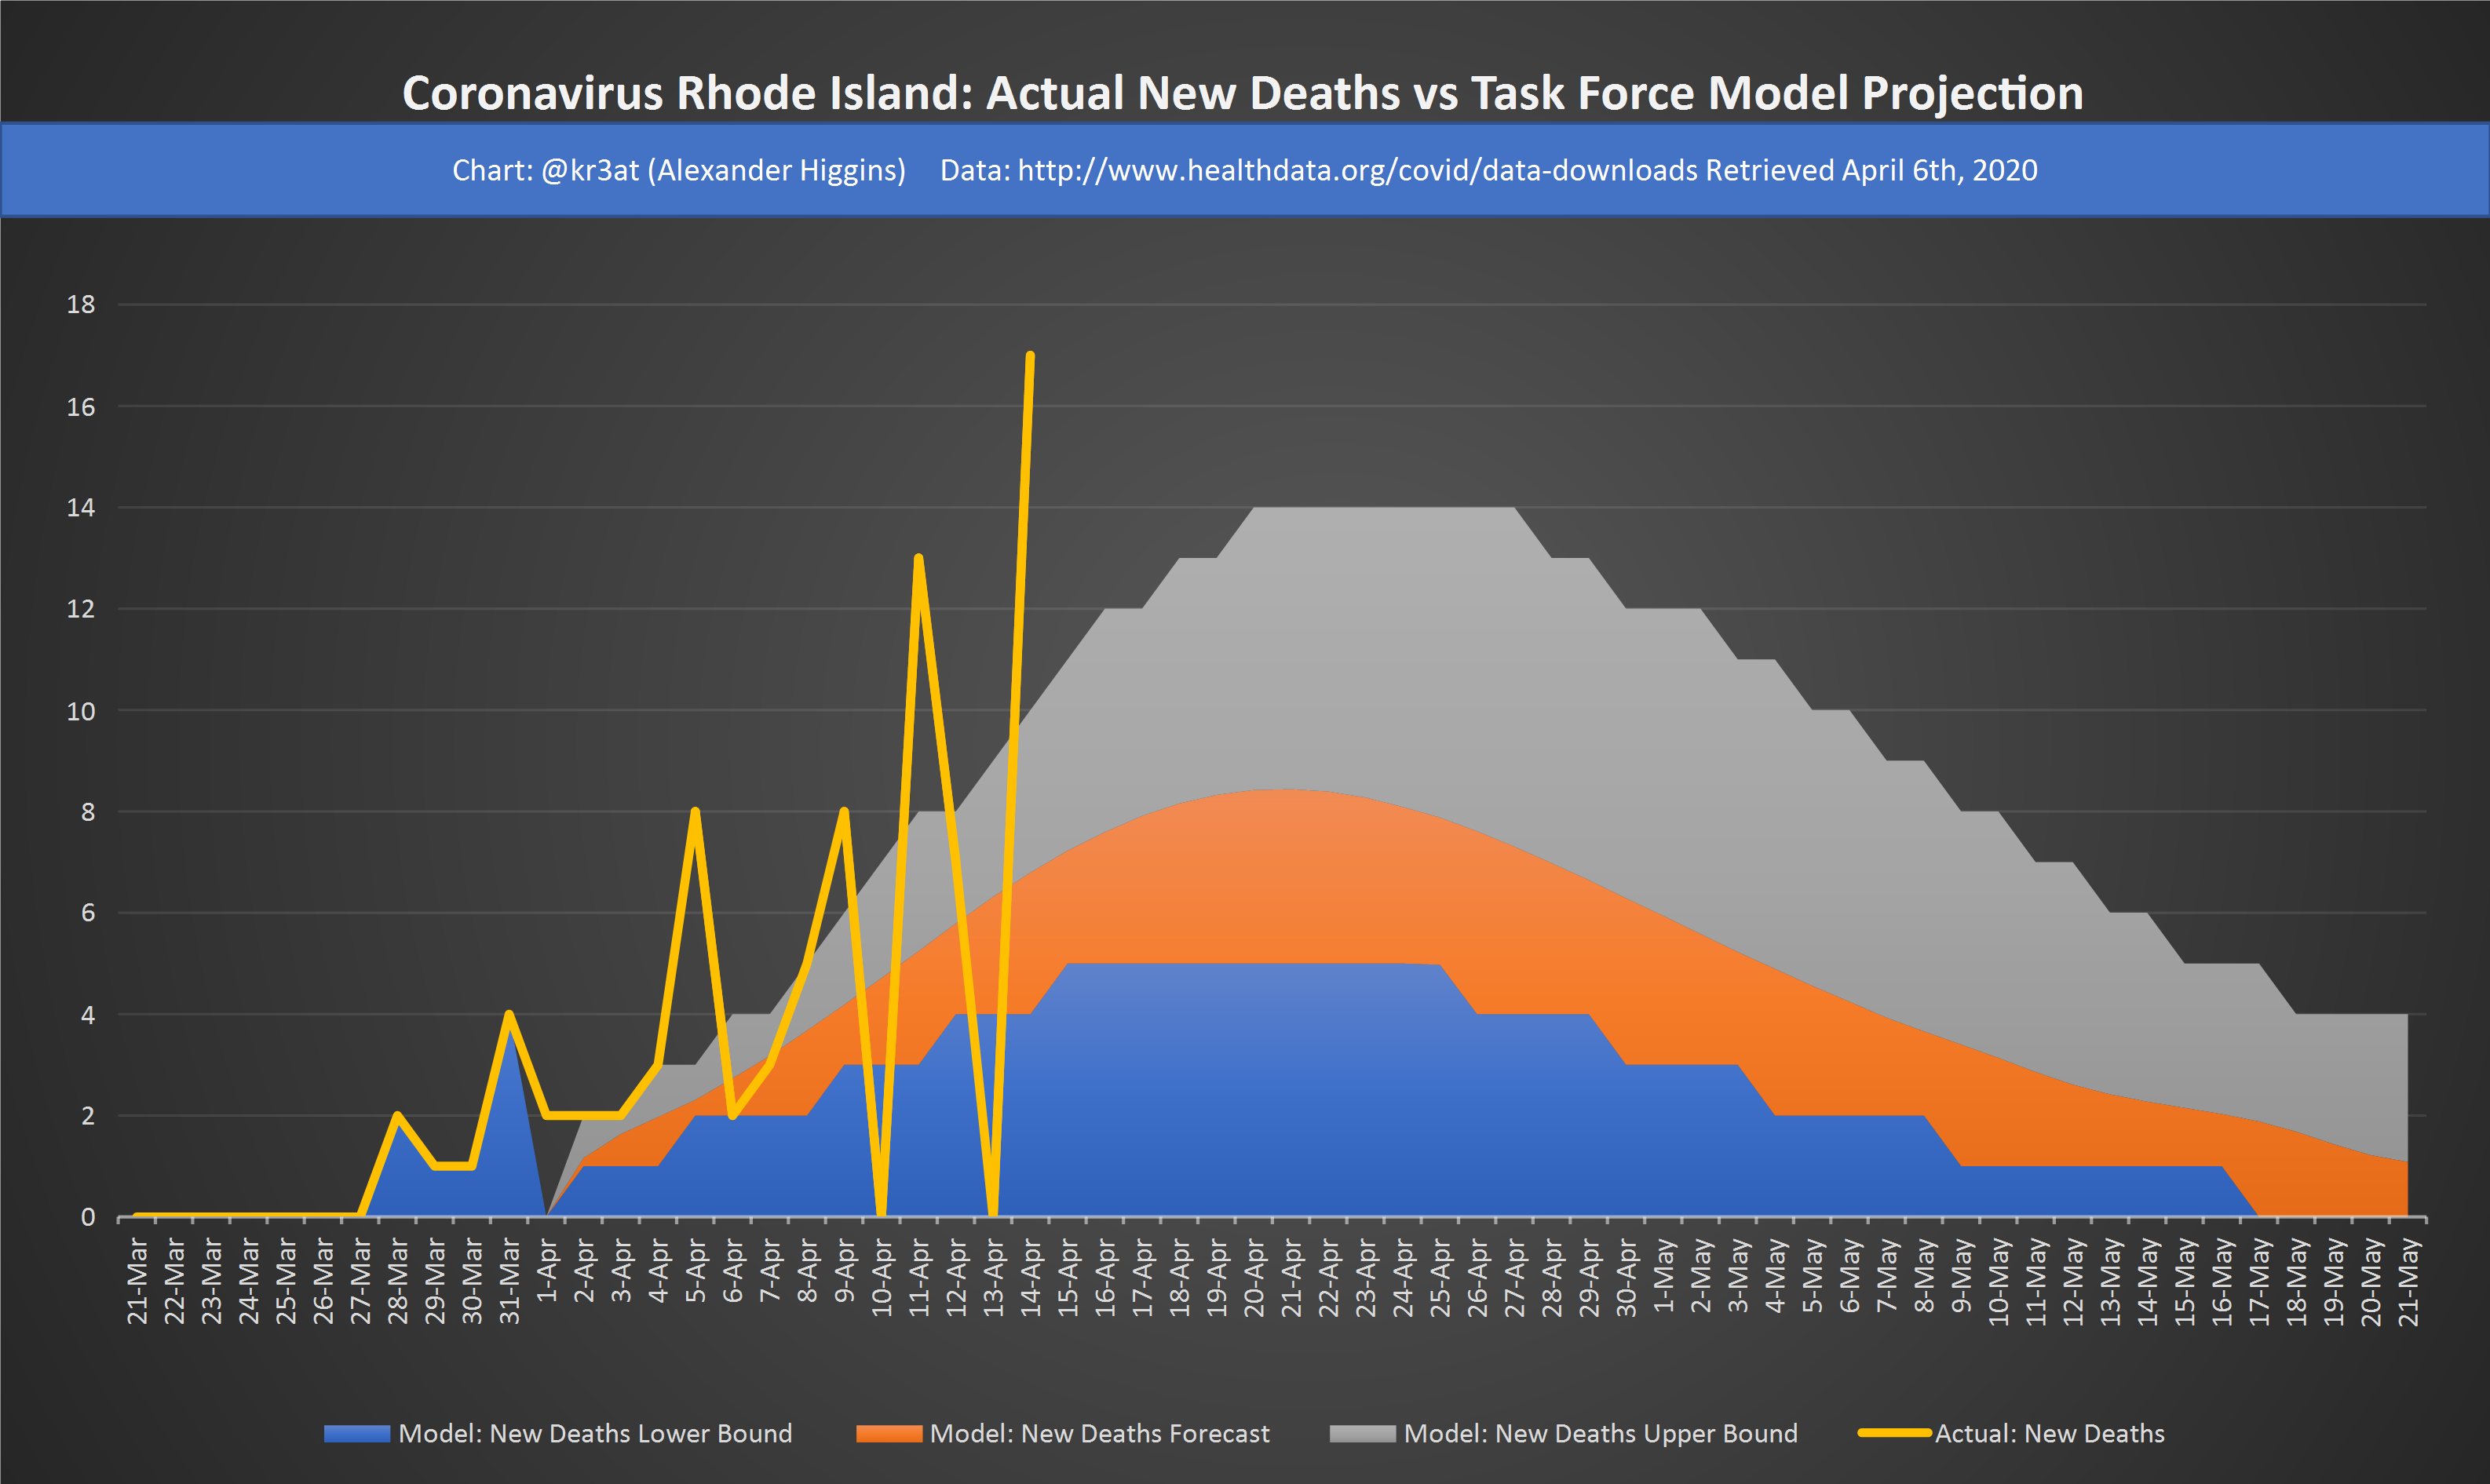 Coronavirus Rhode Island: Actual New Deaths vs Task Force Model Projection
Chart: @kr3at (Alexander Higgins)    Data: http://www.healthdata.org/covid/data-downloads Retrieved April 6th, 2020
18
16
14
12
10
8
6
4
2
0
21-Mar
22-Mar
23-Mar
24-Mar
25-Mar
26-Mar
27-Mar
28-Mar
29-Mar
30-Mar
31-Mar
1-Apr
2-Apr
3-Apr
4-Apr
5-Apr
6-Apr
7-Apr
8-Apr
9-Apr
10-Apr
11-Apr
12-Apr
13-Apr
14-Apr
15-Apr
16-Apr
17-Apr
18-Apr
19-Apr
20-Apr
21-Apr
22-Apr
23-Apr
24-Apr
25-Apr
26-Apr
27-Apr
28-Apr
29-Apr
30-Apr
1-May
2-May
3-May
4-May
5-May
6-May
7-May
8-May
9-May
10-May
11-May
12-May
13-May
14-May
15-May
16-May
17-May
18-May
19-May
20-May
21-May
Model: New Deaths Lower Bound
Model: New Deaths Forecast
Model: New Deaths Upper Bound
Actual: New Deaths